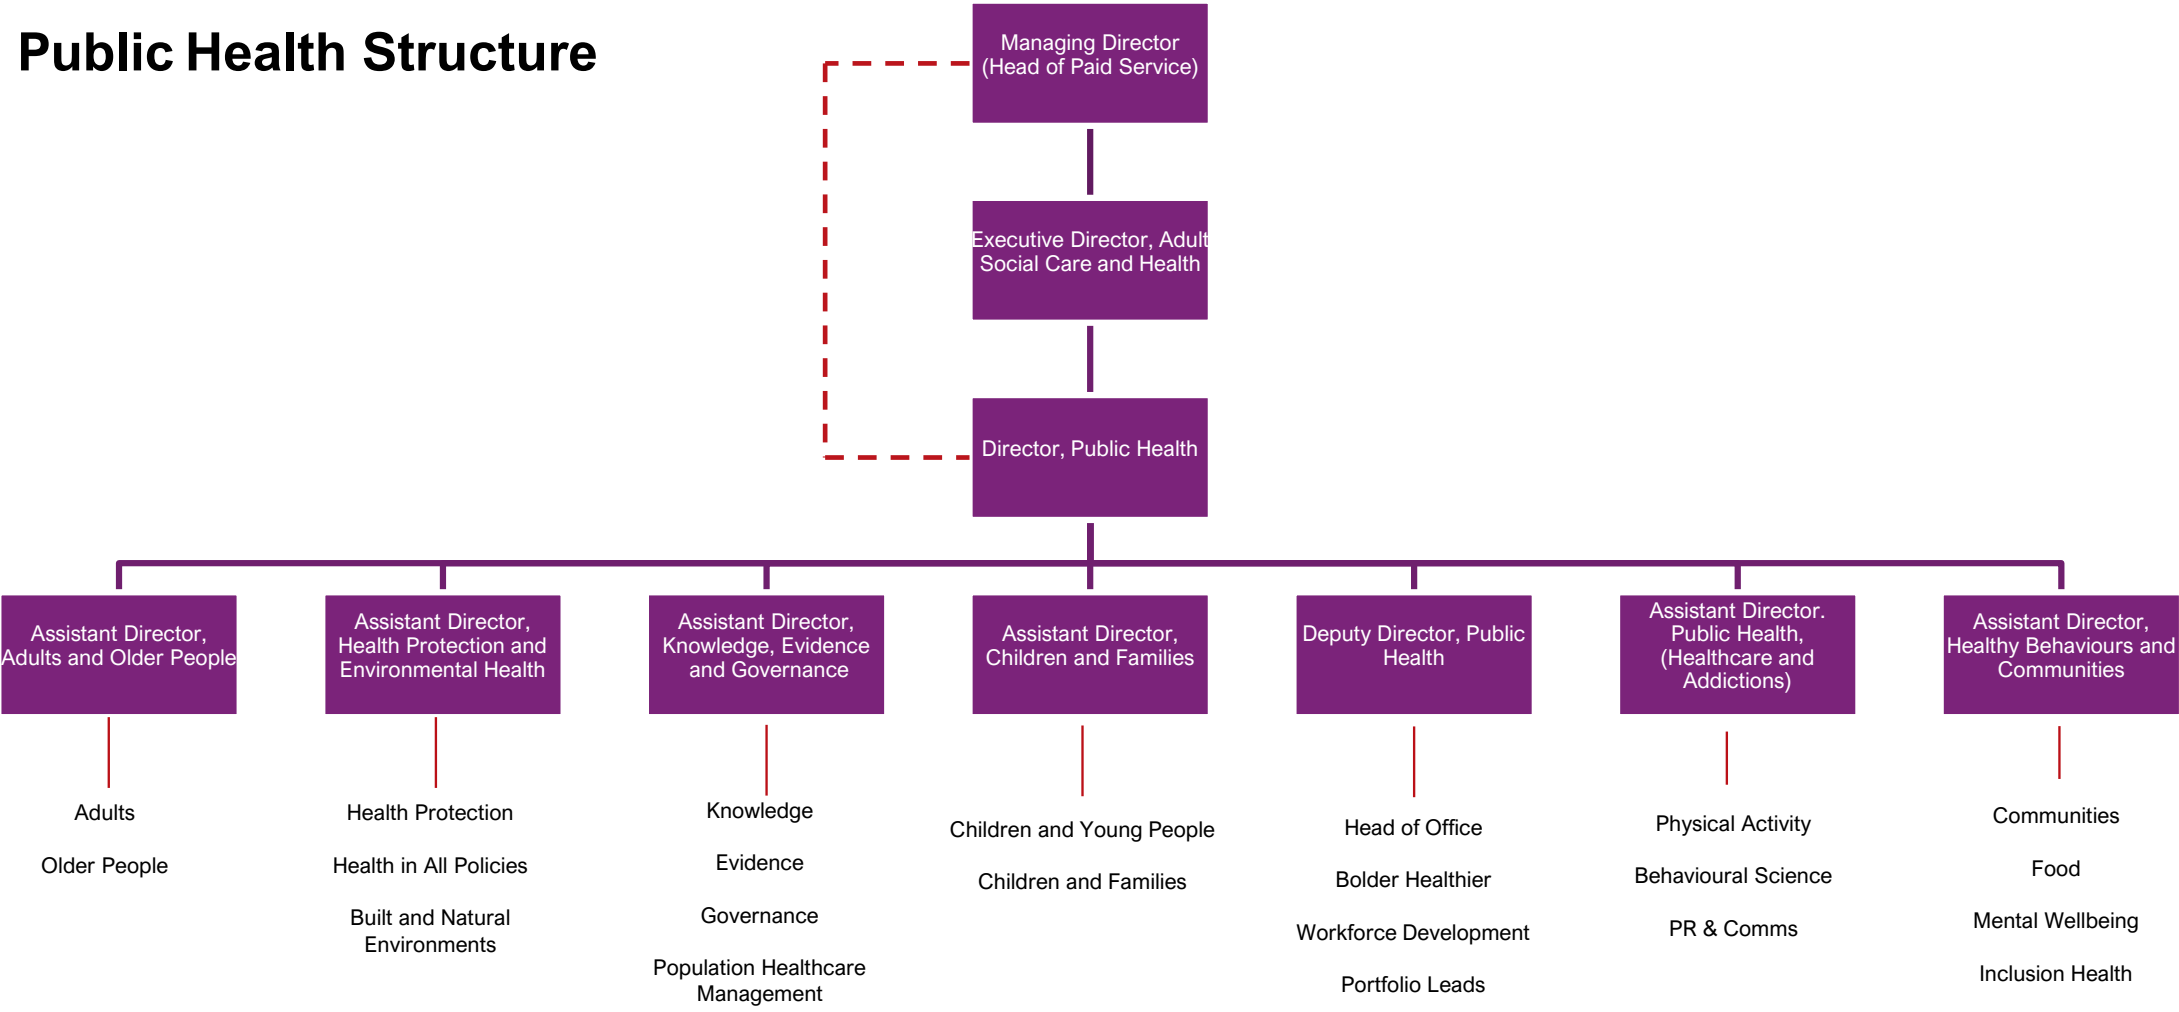 Public Health Structure
Managing Director
(Head of Paid Service)
Executive Director, Adult
Social Care and Health
Director, Public Health
Assistant Director,
Adults and Older People
Assistant Director,
Health Protection and
Environmental Health
Assistant Director,
Knowledge, Evidence
and Governance
Assistant Director,
Children and Families
Deputy Director, Public
Health
Assistant Director.
Public Health,
(Healthcare and
Addictions)
Assistant Director,
Healthy Behaviours and
Communities
Adults
Older People
Health Protection
Health in All Policies
Built and Natural
Environments
Knowledge
Evidence
Governance
Population Healthcare
Management
Children and Young People
Children and Families
Head of Office
Bolder Healthier
Workforce Development
Portfolio Leads
Physical Activity
Behavioural Science
PR & Comms
Communities
Food
Mental Wellbeing
Inclusion Health